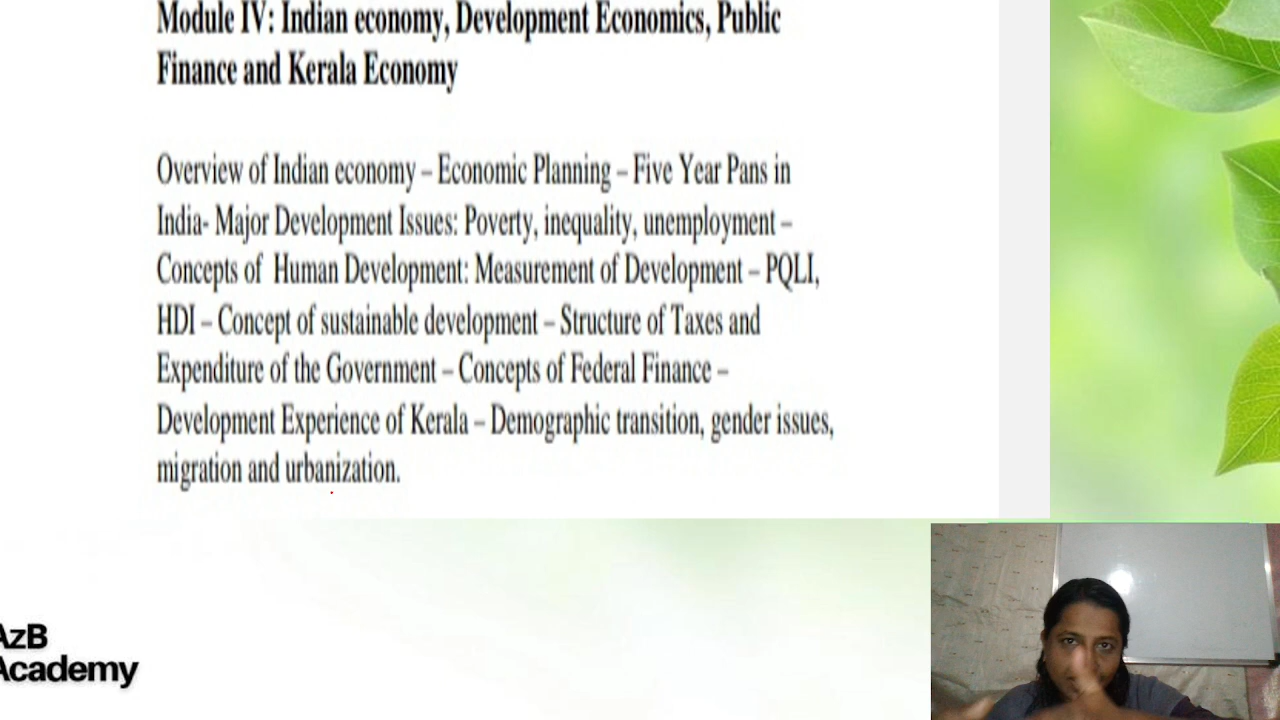 Module IV: Indian economy, Development Economics, Public
Finance and Kerala Economy
Overview of Indian economy – Economic Planning – Five Year Pans in
India- Major Development Issues: Poverty, inequality, unemployment –
Concepts of Human Development: Measurement of Development – PQLI,
HDI – Concept of sustainable development – Structure of Taxes and
Expenditure of the Government – Concepts of Federal Finance –
Development Experience of Kerala – Demographic transition, gender issues,
migration and urbanization.
AzB
Academy